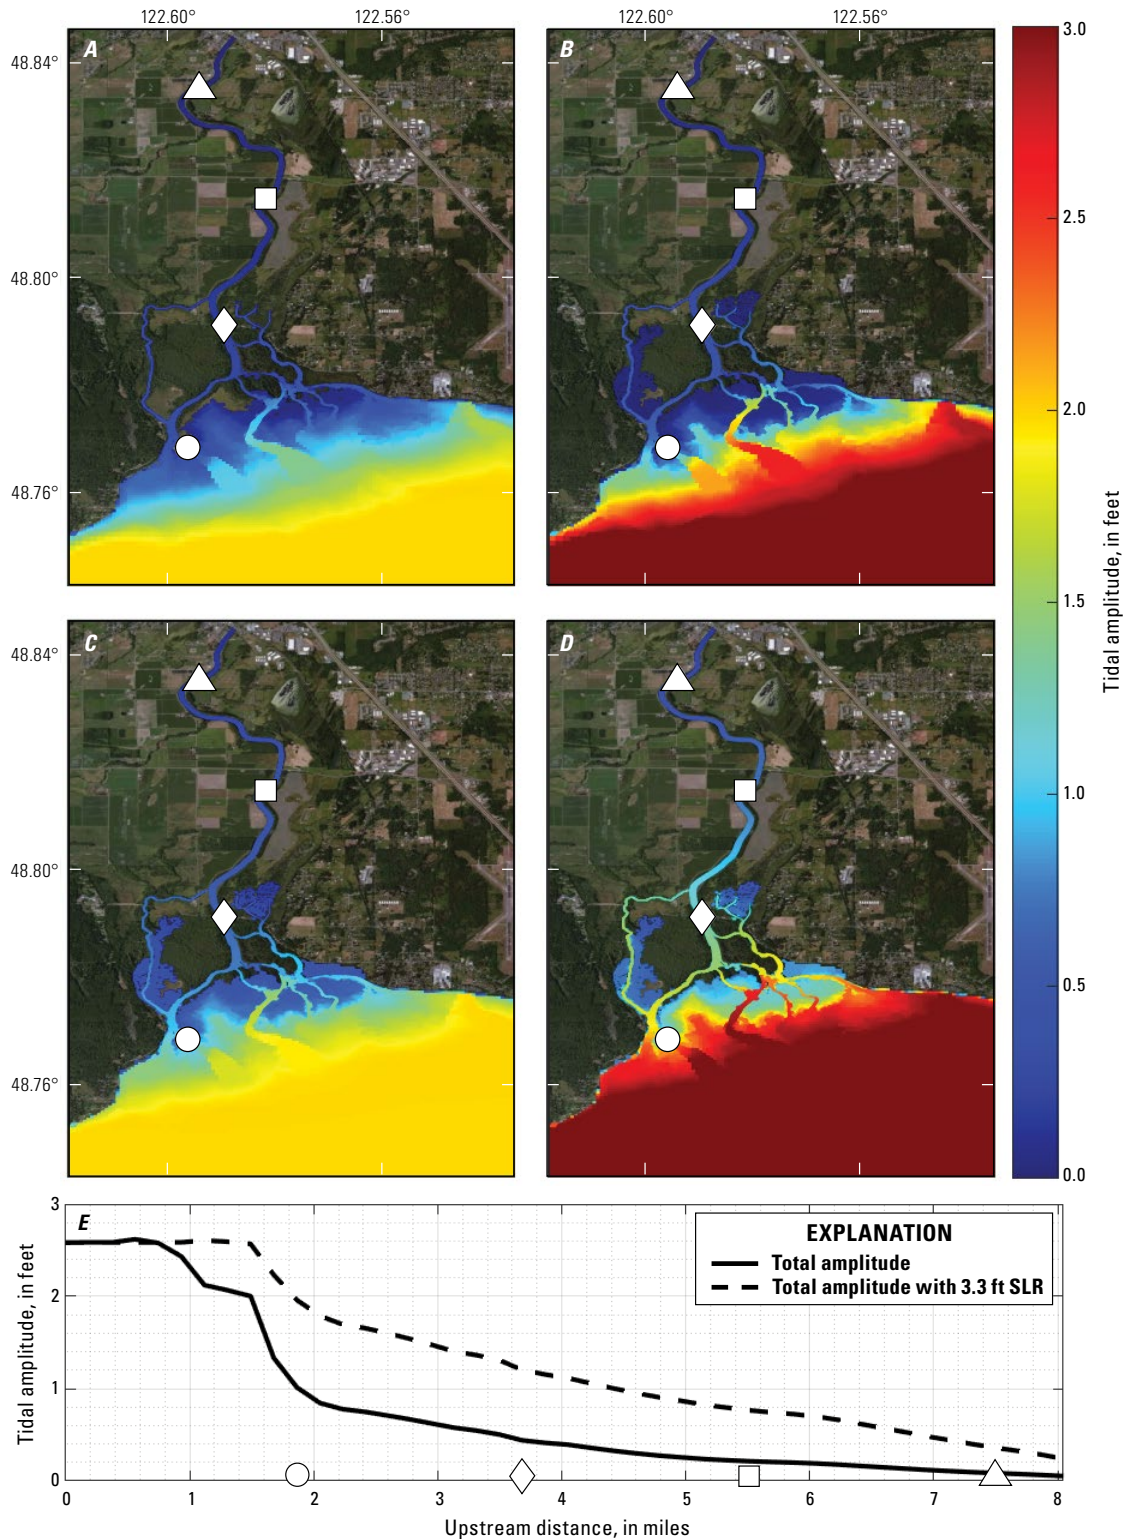 122.60° 122.56° 122.60° 122.56°
A B
48.84°
48.80°
48.76°
C D
48.84°
48.80°
48.76°
3.0
2.5
2.0
1.5
1.0
0.5
0.0
Tidal amplitude, in feet
E
3
2
1
0
Tidal amplitude, in feet
EXPLANATION
Total amplitude
Total amplitude with 3.3 ft SLR
0 1 2 3 4 5 6 7 8
Upstream distance, in miles